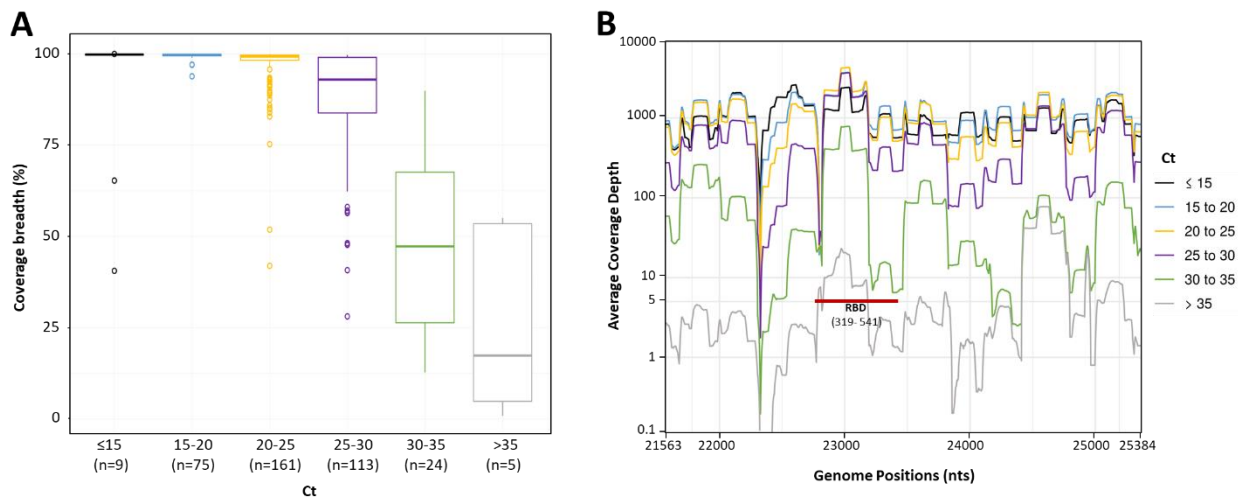 A
Coverage breadth (%)
100
75
50
25
0
≤15 15-20 20-25 25-30 30-35 >35
(n=9) (n=75) (n=161) (n=113) (n=24) (n=5)
Ct
B
Average Coverage Depth
10000
1000
100
10
5
1
0.1
RBD
(319- 541)
21563 22000 23000 24000 25000 25384
Genome Positions (nts)
Ct
≤ 15
15 to 20
20 to 25
25 to 30
30 to 35
> 35